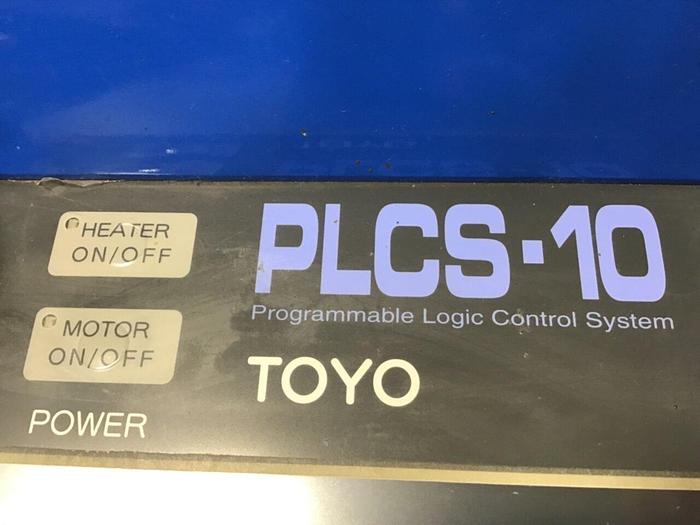 HEATER
ON/OFF
MOTOR
ON/OFF
POWER
PLCS·10
Programmable Logic Control System
TOYO